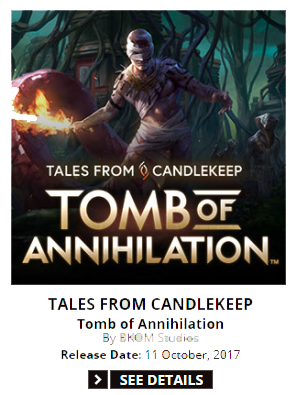 TALES FROM CANDLEKEEP
TOMB OF
ANNIHILATION™
TALES FROM CANDLEKEEP
Tomb of Annihilation
By BKOM Studios
Release Date: 11 October, 2017
> SEE DETAILS